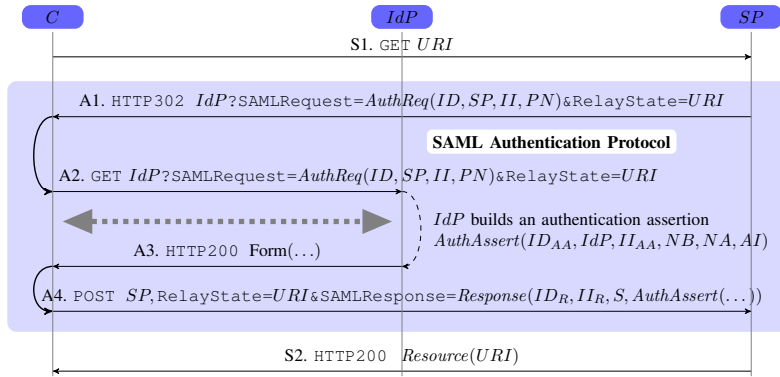 C IdP SP
S1. GET URI
A1. HTTP302 IdP?SAMLRequest=AuthReq(ID, SP, II, PN)&RelayState=URI
SAML Authentication Protocol
A2. GET IdP?SAMLRequest=AuthReq(ID, SP, II, PN)&RelayState=URI
IdP builds an authentication assertion
AuthAssert(ID_AA, IdP, II_AA, NB, NA, AI)
A3. HTTP200 Form(...)
A4. POST SP, RelayState=URI&SAMLResponse=Response(ID_R, II_R, S, AuthAssert(...))
S2. HTTP200 Resource(URI)